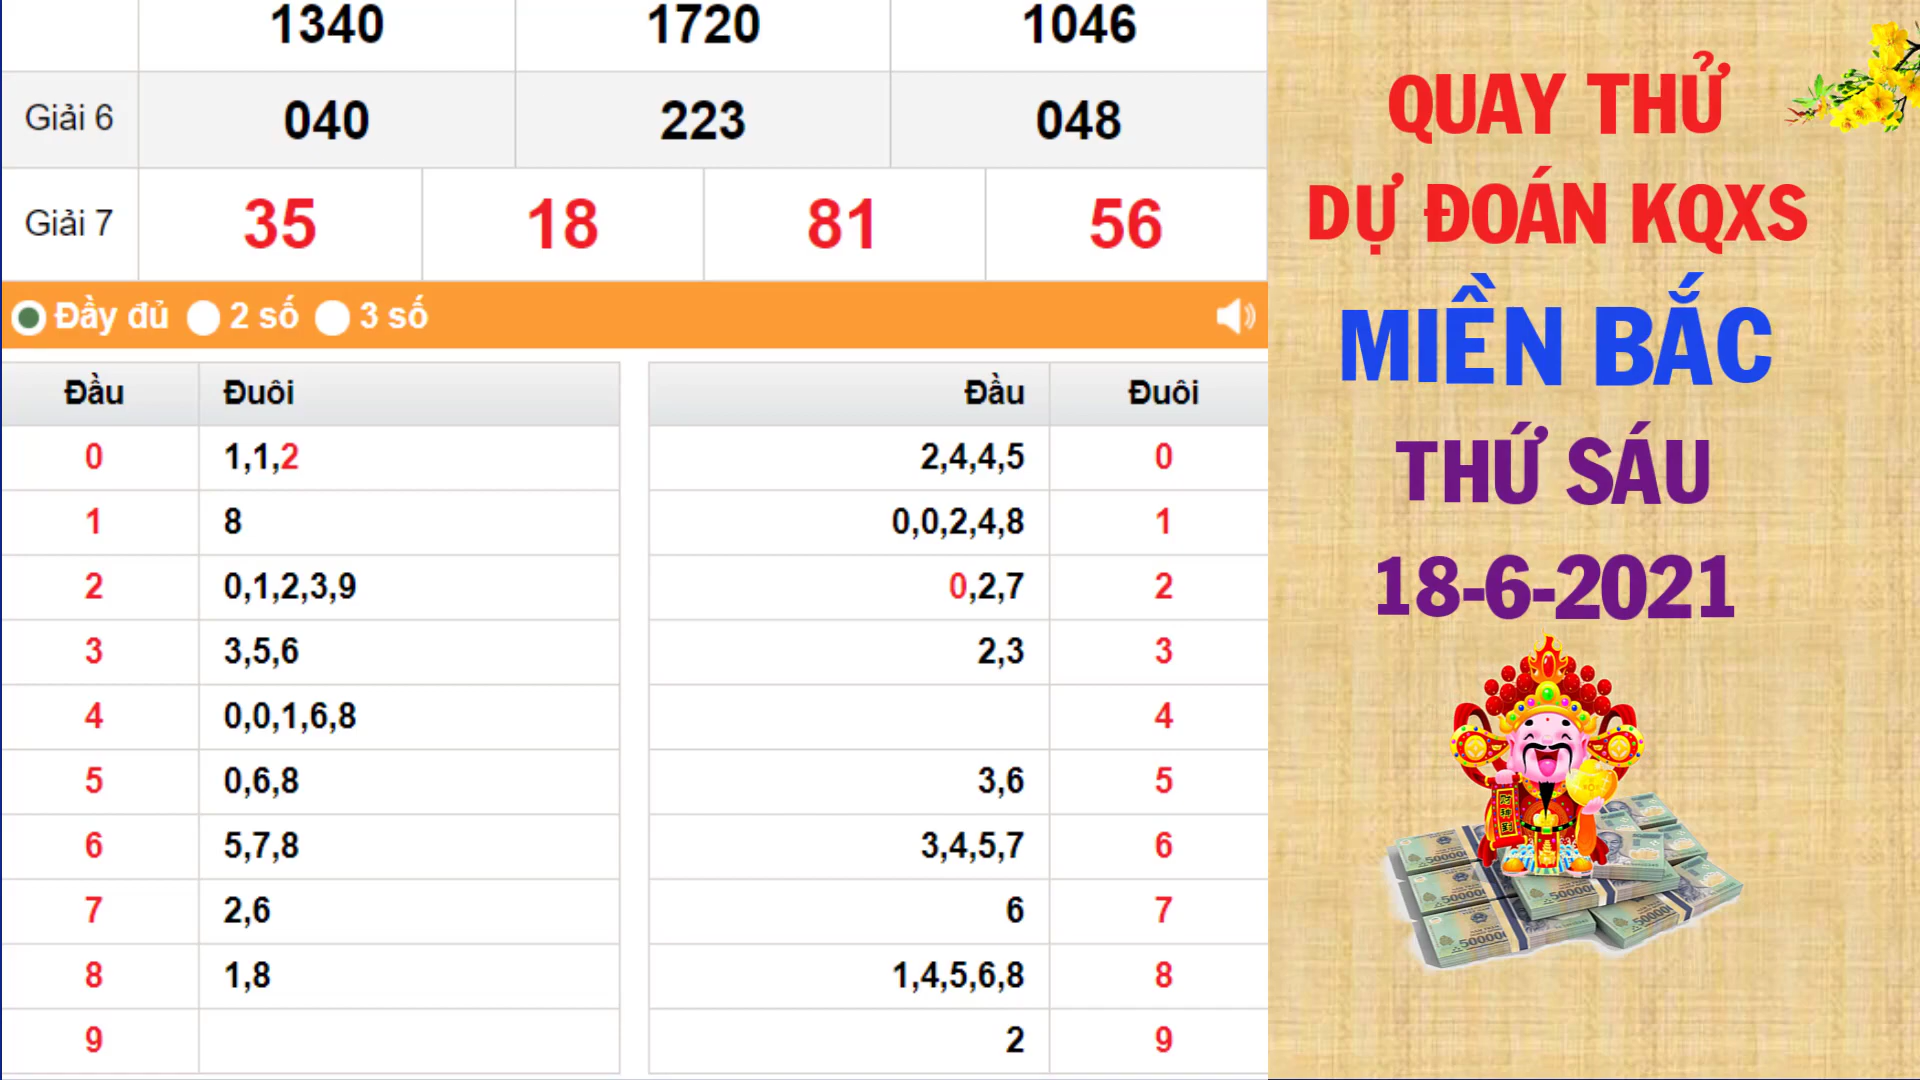 1340 1720 1046
Giải 6 040 223 048
Giải 7 35 18 81 56
Đầy đủ 2 số 3 số
Đầu Đuôi Đầu Đuôi
0 1,1,2 2,4,4,5 0
1 8 0,0,2,4,8 1
2 0,1,2,3,9 0,2,7 2
3 3,5,6 2,3 3
4 0,0,1,6,8 4
5 0,6,8 3,6 5
6 5,7,8 3,4,5,7 6
7 2,6 6 7
8 1,8 1,4,5,6,8 8
9 2 9
QUAY THỬ
DỰ ĐOÁN KQXS
MIỀN BẮC
THỨ SÁU
18-6-2021